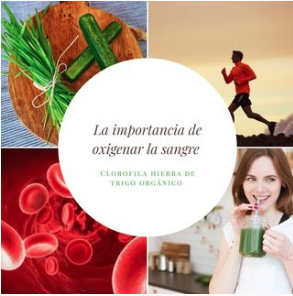 La importancia de
oxigenar la sangre
Clorofila hierba de
trigo orgánico